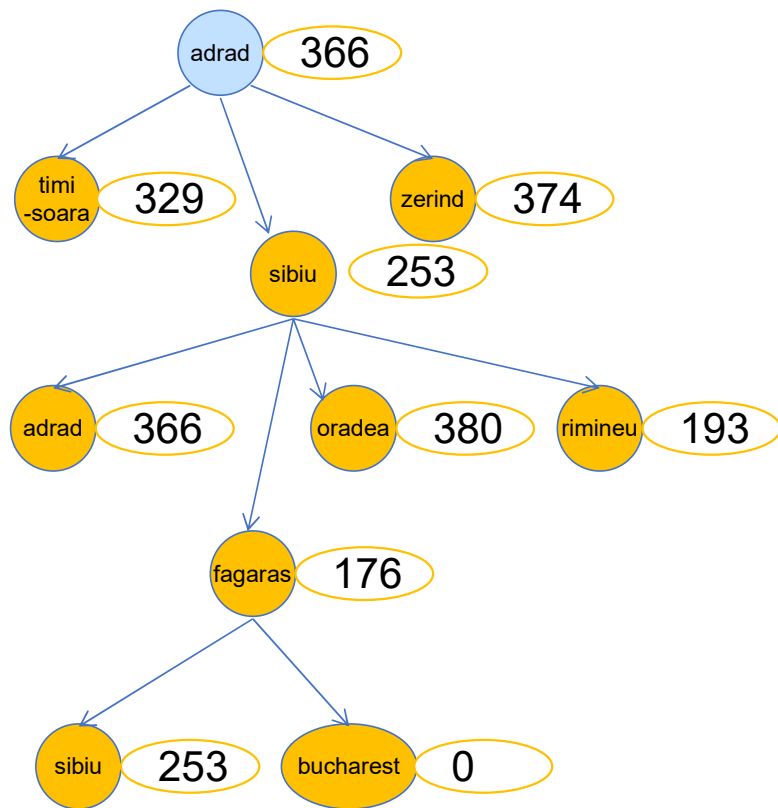 adrad
366
timi
-soara
329
zerind
374
sibiu
253
adrad
366
oradea
380
rimineu
193
fagaras
176
sibiu
253
bucharest
0